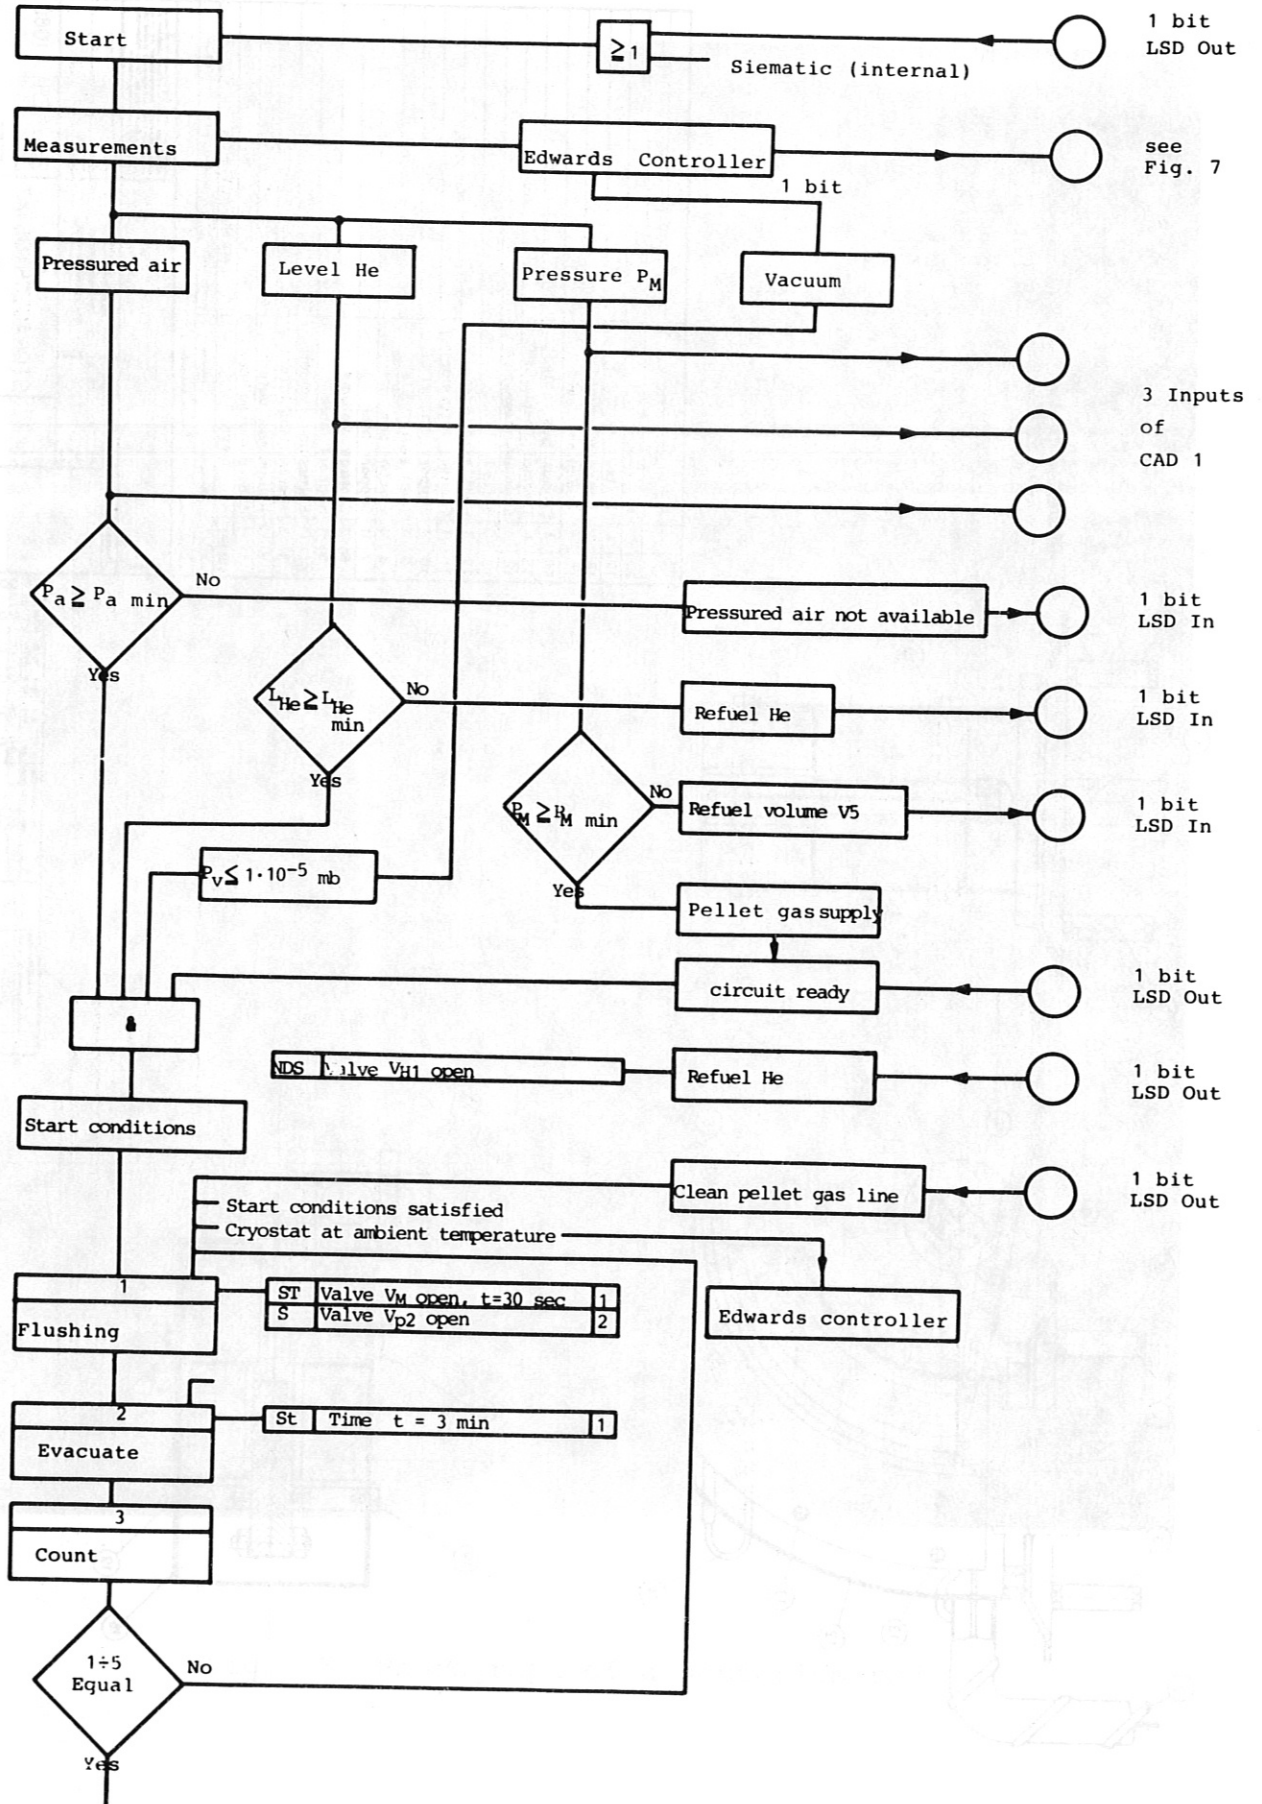 Start
≧1
1 bit
LSD Out
Siematic (internal)
Measurements
Edwards Controller
see
Fig. 7
1 bit
Pressured air
Level He
Pressure PM
Vacuum
3 Inputs
of
CAD 1
Pa ≧ Pa min
No
Yes
Pressured air not available
1 bit
LSD In
LHe ≧ LHe
min
No
Yes
Refuel He
1 bit
LSD In
PM ≧ PM min
No
Yes
Refuel volume V5
1 bit
LSD In
Pv ≦ 1·10-5 mb
Pellet gas supply
circuit ready
1 bit
LSD Out
&
NDS Valve VH1 open
Refuel He
1 bit
LSD Out
Start conditions
Clean pellet gas line
1 bit
LSD Out
Start conditions satisfied
Cryostat at ambient temperature
Edwards controller
1
Flushing
ST Valve VM open, t=30 sec 1
S Valve Vp2 open 2
2
Evacuate
St Time t = 3 min 1
3
Count
1÷5
Equal
No
Yes